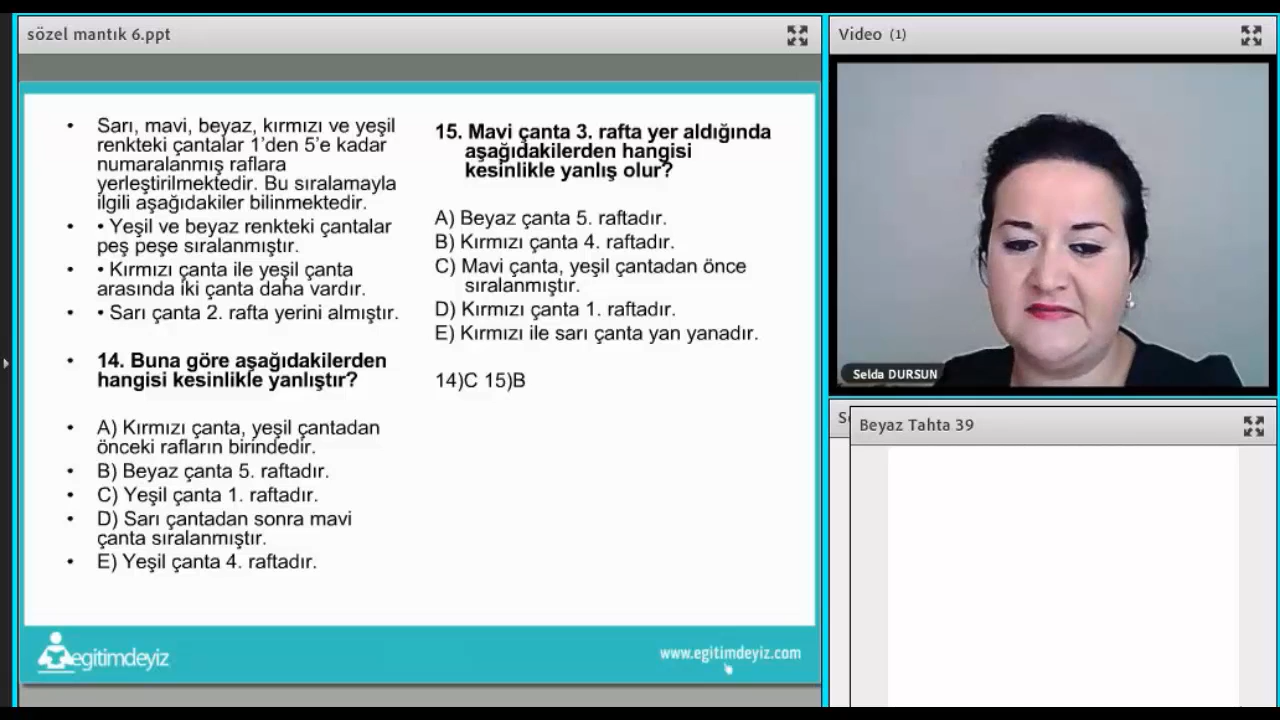 sözel mantık 6.ppt
• Sarı, mavi, beyaz, kırmızı ve yeşil
renkteki çantalar 1'den 5'e kadar
numaralanmış raflara
yerleştirilmektedir. Bu sıralamayla
ilgili aşağıdakiler bilinmektedir.
• • Yeşil ve beyaz renkteki çantalar
peş peşe sıralanmıştır.
• • Kırmızı çanta ile yeşil çanta
arasında iki çanta daha vardır.
• • Sarı çanta 2. rafta yerini almıştır.
• 14. Buna göre aşağıdakilerden
hangisi kesinlikle yanlıştır?
• A) Kırmızı çanta, yeşil çantadan
önceki rafların birindedir.
• B) Beyaz çanta 5. raftadır.
• C) Yeşil çanta 1. raftadır.
• D) Sarı çantadan sonra mavi
çanta sıralanmıştır.
• E) Yeşil çanta 4. raftadır.
15. Mavi çanta 3. rafta yer aldığında
aşağıdakilerden hangisi
kesinlikle yanlış olur?
A) Beyaz çanta 5. raftadır.
B) Kırmızı çanta 4. raftadır.
C) Mavi çanta, yeşil çantadan önce
sıralanmıştır.
D) Kırmızı çanta 1. raftadır.
E) Kırmızı ile sarı çanta yan yanadır.
14)C 15)B
egitimdeyiz
www.egitimdeyiz.com
Video (1)
Selda DURSUN
Beyaz Tahta 39